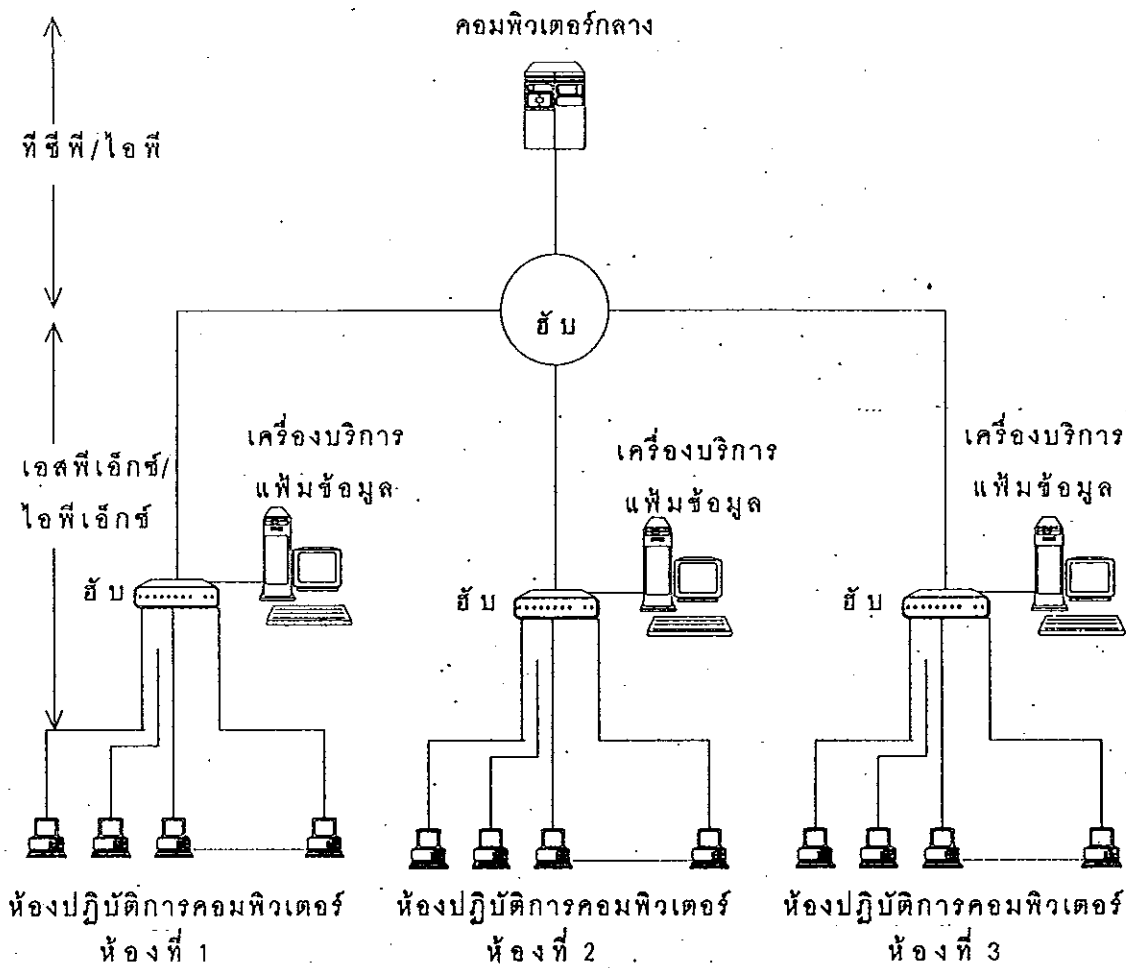 คอมพิวเตอร์กลาง
ทีซีพี/ไอพี
ฮับ
เอสพีเอ็กซ์/
ไอพีเอ็กซ์
เครื่องบริการ
แฟ้มข้อมูล
เครื่องบริการ
แฟ้มข้อมูล
เครื่องบริการ
แฟ้มข้อมูล
ฮับ
ฮับ
ฮับ
ห้องปฏิบัติการคอมพิวเตอร์
ห้องที่ 1
ห้องปฏิบัติการคอมพิวเตอร์
ห้องที่ 2
ห้องปฏิบัติการคอมพิวเตอร์
ห้องที่ 3